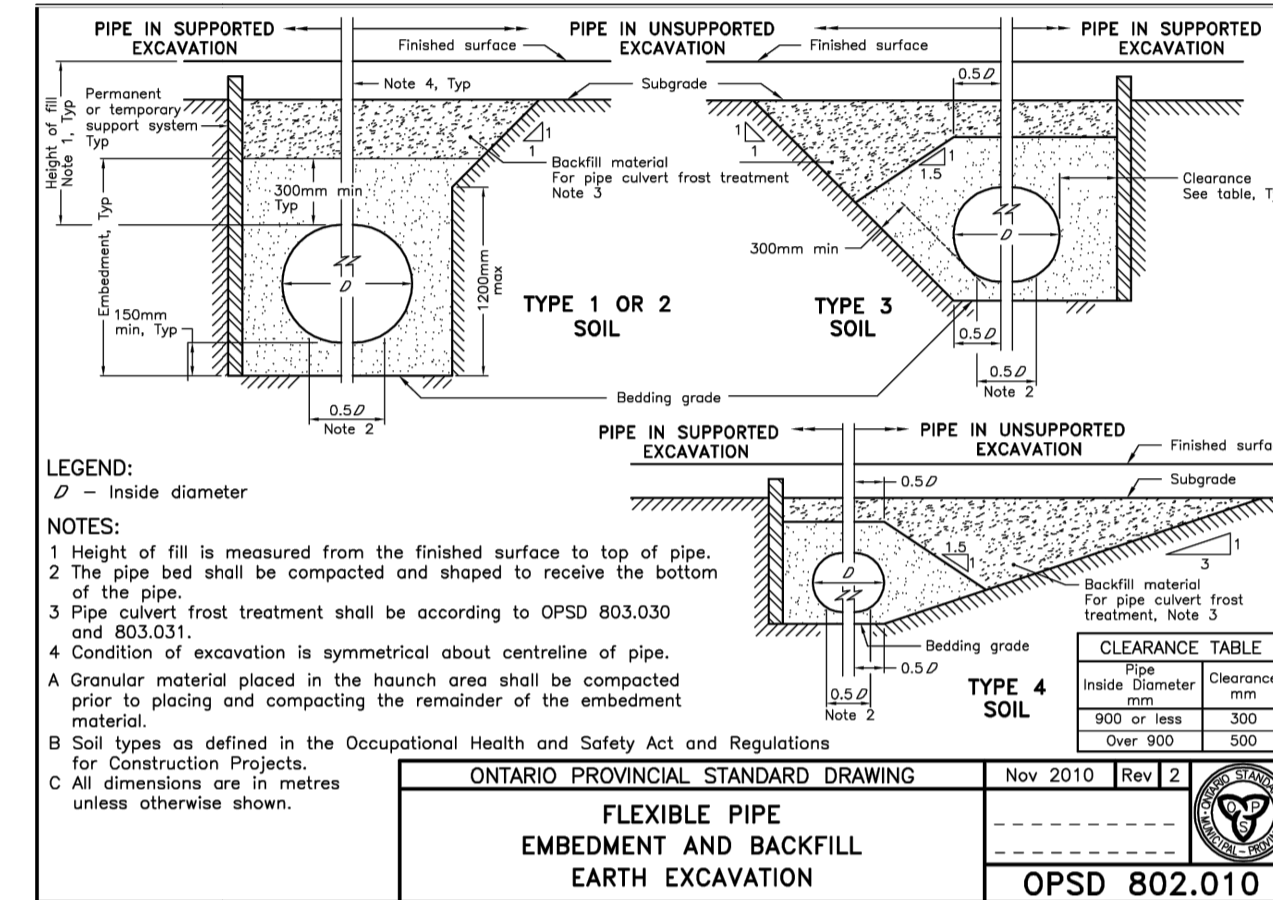 PIPE IN SUPPORTED
EXCAVATION
PIPE IN UNSUPPORTED
EXCAVATION
PIPE IN SUPPORTED
EXCAVATION
Finished surface
Finished surface
Height of fill
Note 1, Typ
Permanent
or temporary
support system
Typ
Note 4, Typ
Subgrade
0.5D
1
1
1
1
1
1.5
Backfill material
For pipe culvert frost treatment
Note 3
Clearance
See table, T
300mm min
Typ
Embedment, Typ
D
1200mm
max
300mm min
D
150mm
min, Typ
TYPE 1 OR 2
SOIL
TYPE 3
SOIL
0.5D
0.5D
Note 2
Bedding grade
0.5D
Note 2
PIPE IN SUPPORTED
EXCAVATION
PIPE IN UNSUPPORTED
EXCAVATION
Finished surfa
Subgrade
0.5D
1.5
1
1
3
D
Backfill material
For pipe culvert frost
treatment, Note 3
Bedding grade
0.5D
0.5D
Note 2
TYPE 4
SOIL
CLEARANCE TABLE
Pipe
Inside Diameter
mm
Clearance
mm
900 or less 300
Over 900 500
LEGEND:
D – Inside diameter
NOTES:
1 Height of fill is measured from the finished surface to top of pipe.
2 The pipe bed shall be compacted and shaped to receive the bottom
of the pipe.
3 Pipe culvert frost treatment shall be according to OPSD 803.030
and 803.031.
4 Condition of excavation is symmetrical about centreline of pipe.
A Granular material placed in the haunch area shall be compacted
prior to placing and compacting the remainder of the embedment
material.
B Soil types as defined in the Occupational Health and Safety Act and Regulations
for Construction Projects.
C All dimensions are in metres
unless otherwise shown.
ONTARIO PROVINCIAL STANDARD DRAWING
Nov 2010 Rev 2
FLEXIBLE PIPE
EMBEDMENT AND BACKFILL
EARTH EXCAVATION
OPSD 802.010
ONTARIO STANDA
MUNICIPAL – PROVIN
O P
S